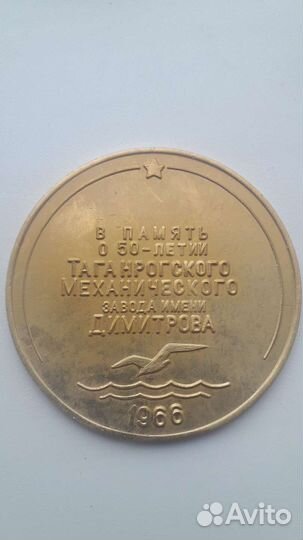 В ПАМЯТЬ
О 50-ЛЕТИИ
ТАГАНРОГСКОГО
МЕХАНИЧЕСКОГО
ЗАВОДА ИМЕНИ
ДИМИТРОВА
1966
Avito